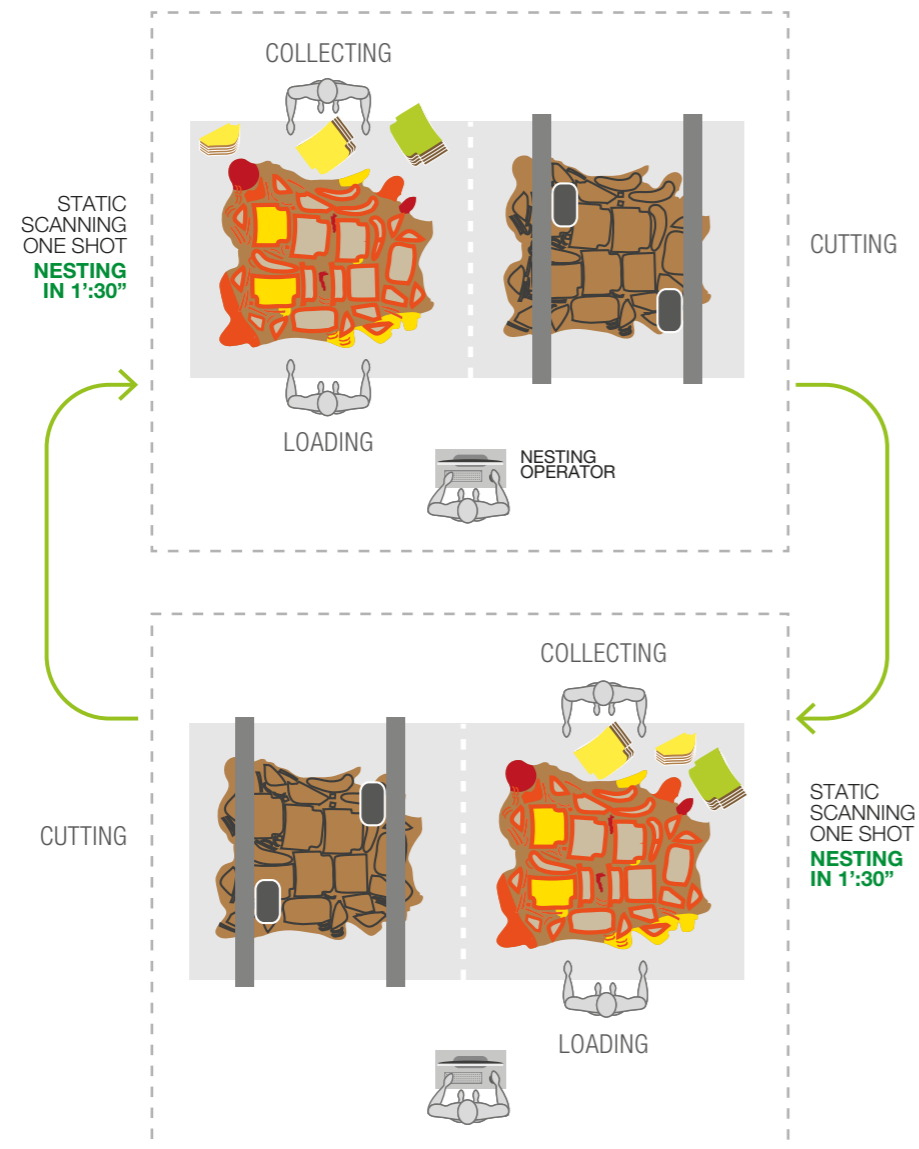 COLLECTING
STATIC
SCANNING
ONE SHOT
NESTING
IN 1':30”
CUTTING
LOADING
NESTING
OPERATOR
COLLECTING
CUTTING
STATIC
SCANNING
ONE SHOT
NESTING
IN 1':30”
LOADING